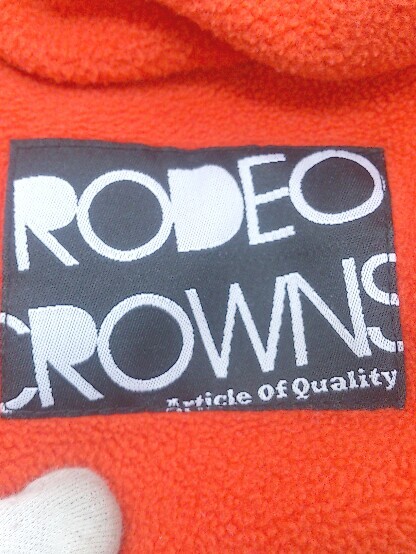 RODEO
CROWNS
Article Of Quality